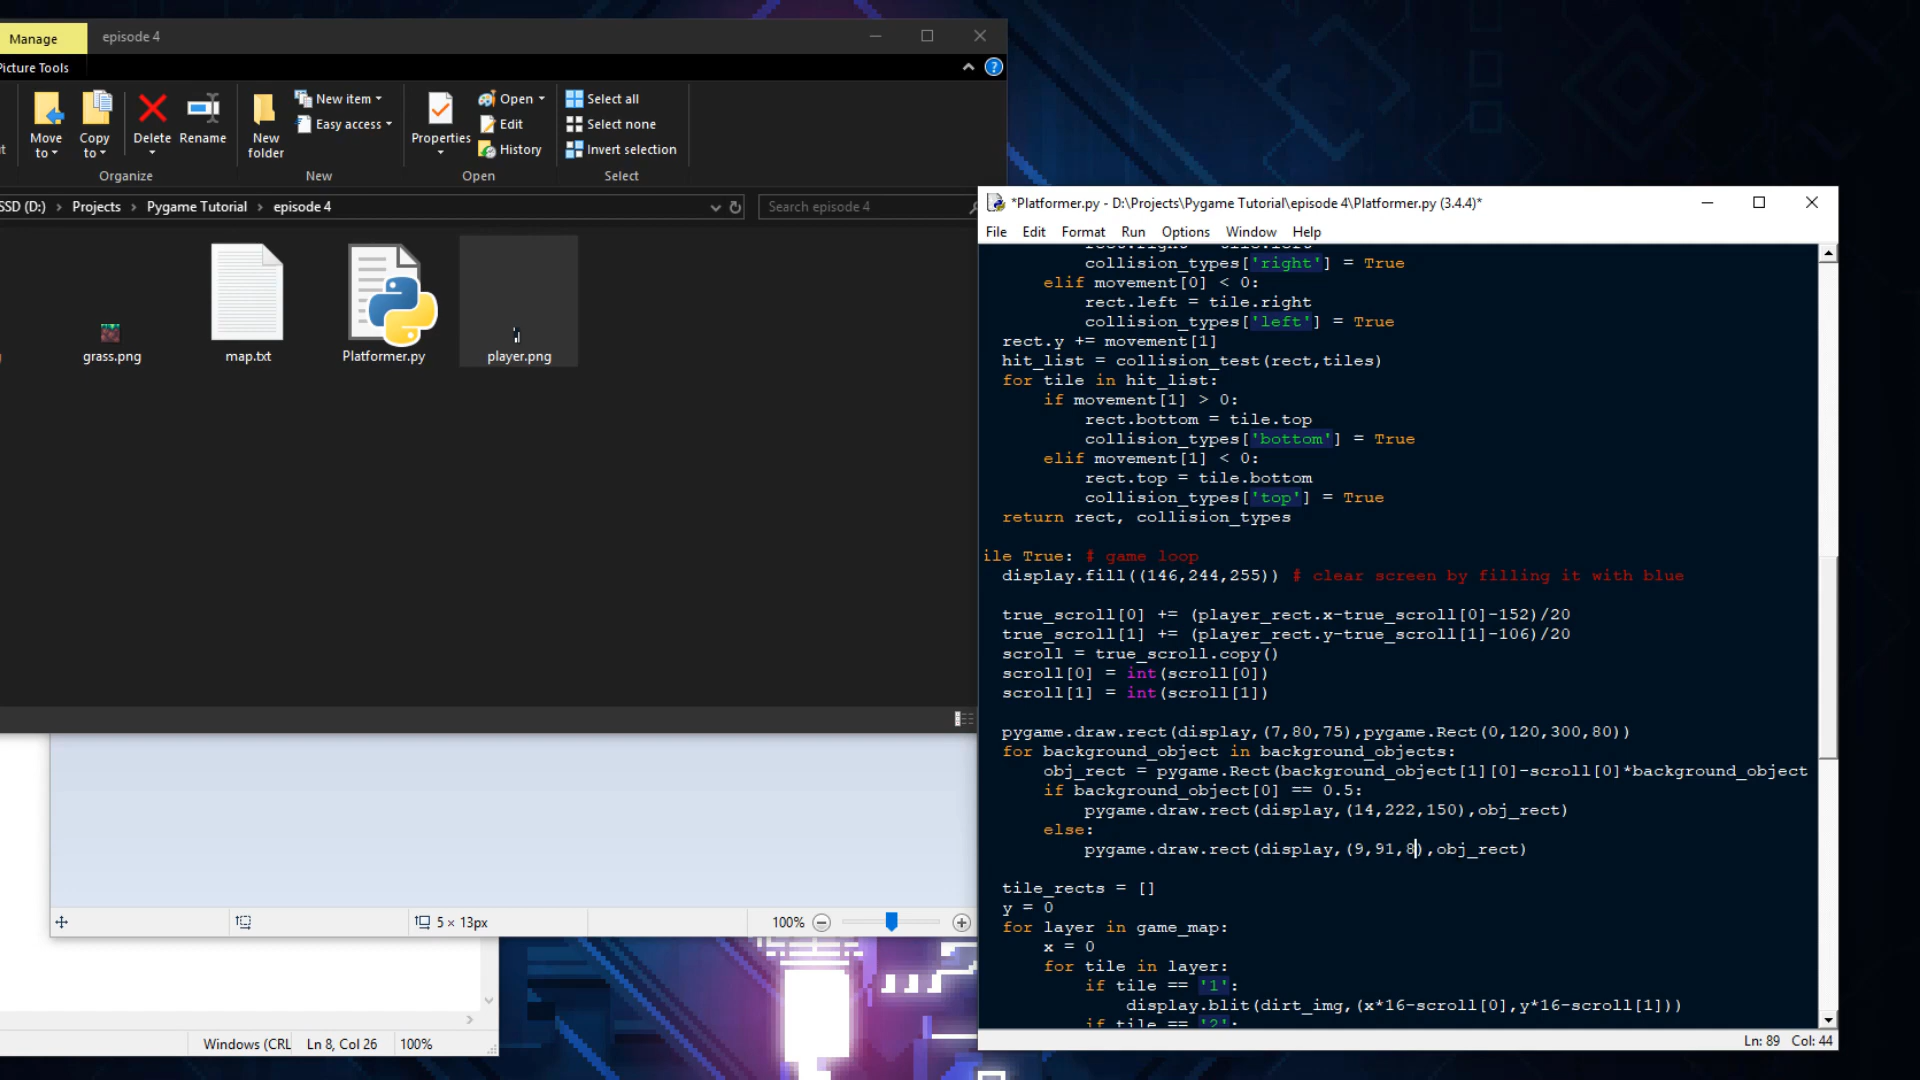 Manage
episode 4
Picture Tools
Move to
Copy to
Delete
Rename
New folder
New item
Easy access
Properties
Open
Edit
History
Select all
Select none
Invert selection
Organize
New
Open
Select
SSD (D:) > Projects > Pygame Tutorial > episode 4
Search episode 4
grass.png
map.txt
Platformer.py
player.png
5 × 13px
100%
Windows (CRL
Ln 8, Col 26
100%
*Platformer.py - D:\Projects\Pygame Tutorial\episode 4\Platformer.py (3.4.4)*
File Edit Format Run Options Window Help
collision_types['right'] = True
elif movement[0] < 0:
rect.left = tile.right
collision_types['left'] = True
rect.y += movement[1]
hit_list = collision_test(rect,tiles)
for tile in hit_list:
if movement[1] > 0:
rect.bottom = tile.top
collision_types['bottom'] = True
elif movement[1] < 0:
rect.top = tile.bottom
collision_types['top'] = True
return rect, collision_types
ile True: # game loop
display.fill((146,244,255)) # clear screen by filling it with blue
true_scroll[0] += (player_rect.x-true_scroll[0]-152)/20
true_scroll[1] += (player_rect.y-true_scroll[1]-106)/20
scroll = true_scroll.copy()
scroll[0] = int(scroll[0])
scroll[1] = int(scroll[1])
pygame.draw.rect(display,(7,80,75),pygame.Rect(0,120,300,80))
for background_object in background_objects:
obj_rect = pygame.Rect(background_object[1][0]-scroll[0]*background_object
if background_object[0] == 0.5:
pygame.draw.rect(display,(14,222,150),obj_rect)
else:
pygame.draw.rect(display,(9,91,8),obj_rect)
tile_rects = []
y = 0
for layer in game_map:
x = 0
for tile in layer:
if tile == '1':
display.blit(dirt_img,(x*16-scroll[0],y*16-scroll[1]))
if tile == '2':
Ln: 89 Col: 44